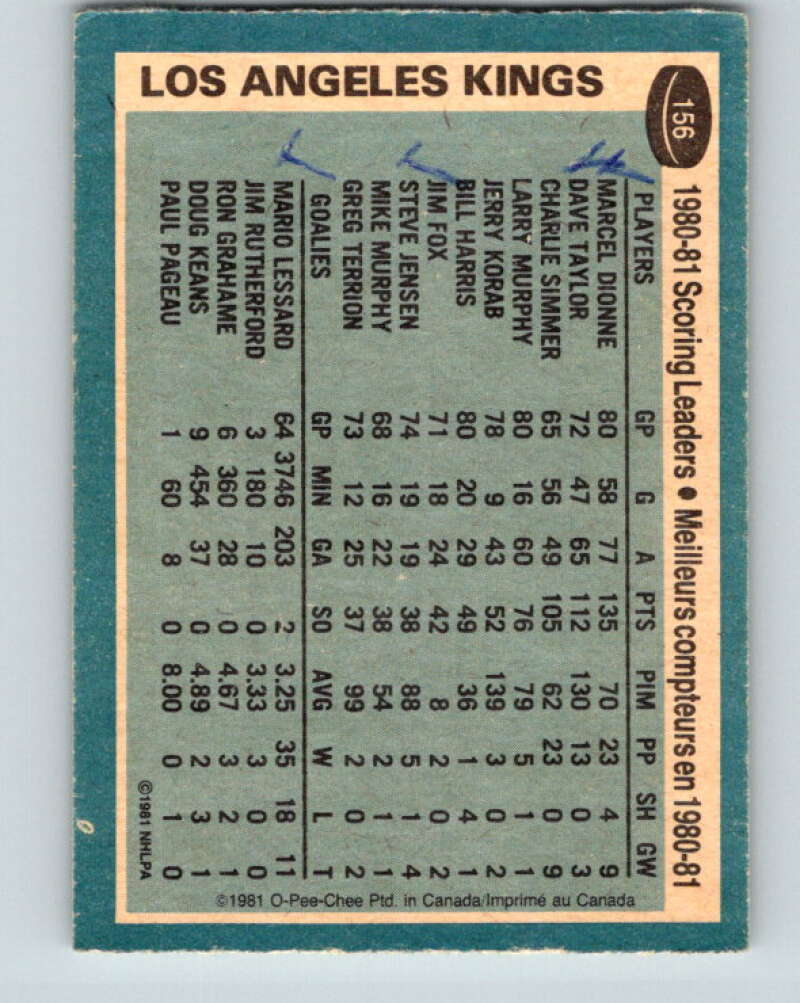 LOS ANGELES KINGS
156
1980-81 Scoring Leaders • Meilleurs compteurs en 1980-81
PLAYERS GP G A PTS PIM PP SH GW
MARCEL DIONNE 80 58 77 135 70 23 4 9
DAVE TAYLOR 72 47 65 112 130 13 0 3
CHARLIE SIMMER 65 56 49 105 62 23 0 9
LARRY MURPHY 80 16 60 76 79 5 1 1
JERRY KORAB 78 9 43 52 139 3 0 2
BILL HARRIS 80 20 29 49 36 1 4 1
JIM FOX 71 18 24 42 8 2 0 2
STEVE JENSEN 74 19 19 38 88 5 1 4
MIKE MURPHY 68 16 22 38 54 2 1 1
GREG TERRION 73 12 25 37 99 2 0 2
GOALIES GP MIN GA SO AVG W L T
MARIO LESSARD 64 3746 203 2 3.25 35 18 11
JIM RUTHERFORD 3 180 10 0 3.33 3 0 0
RON GRAHAME 6 360 28 0 4.67 3 2 1
DOUG KEANS 9 454 37 0 4.89 2 3 1
PAUL PAGEAU 1 60 8 0 8.00 0 1 0
©1981 NHLPA
©1981 O-Pee-Chee Ptd. in Canada/Imprimé au Canada